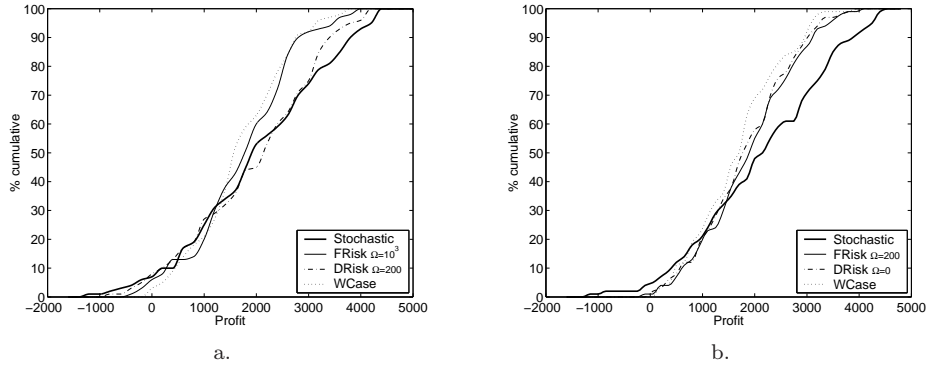 100
90
80
70
60
50
40
30
20
10
0
% cumulative
−2000 −1000 0 1000 2000 3000 4000 5000
Profit
Stochastic
FRisk Ω=10³
DRisk Ω=200
WCase
a.
100
90
80
70
60
50
40
30
20
10
0
% cumulative
−2000 −1000 0 1000 2000 3000 4000 5000
Profit
Stochastic
FRisk Ω=200
DRisk Ω=0
WCase
b.